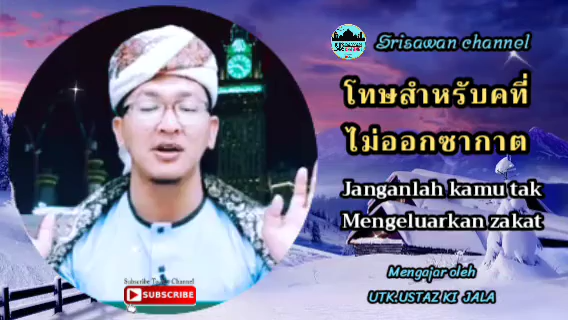 Srisawan channel
โทษสำหรับคที่
ไม่ออกซากาต
Janganlah kamu tak
Mengeluarkan zakat
Mengajar oleh
UTK.USTAZ KI JALA
SUBSCRIBE